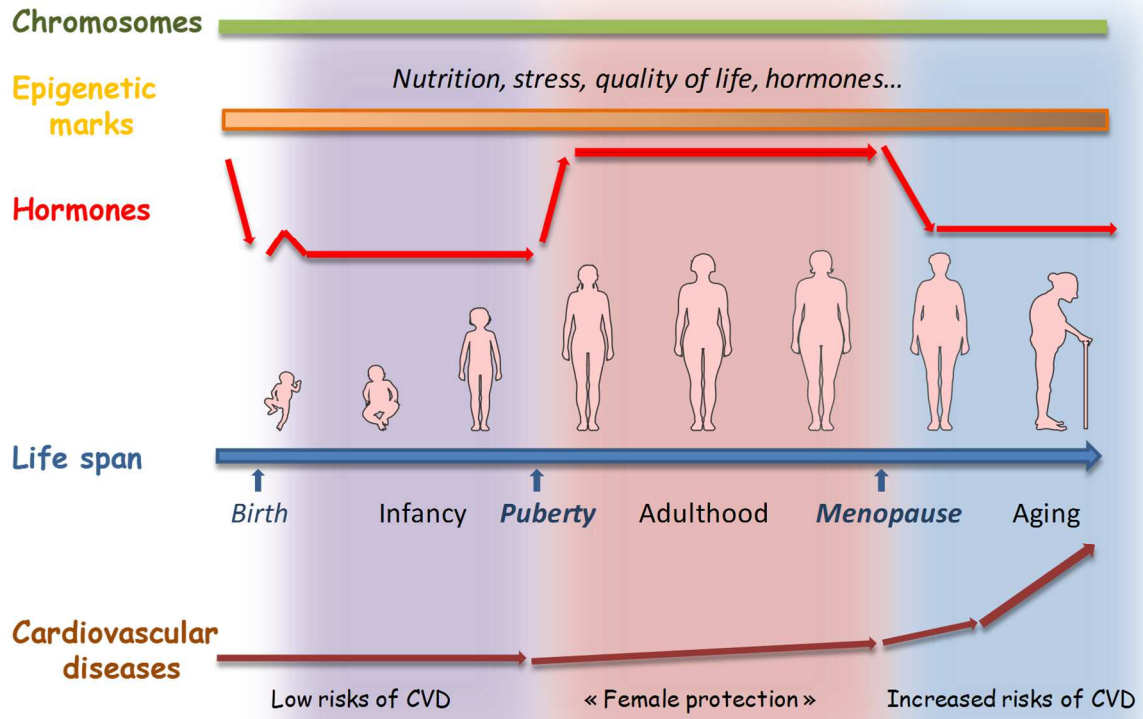 Chromosomes
Nutrition, stress, quality of life, hormones...
Epigenetic
marks
Hormones
Life span
Birth
Infancy
Puberty
Adulthood
Menopause
Aging
Cardiovascular
diseases
Low risks of CVD
« Female protection »
Increased risks of CVD